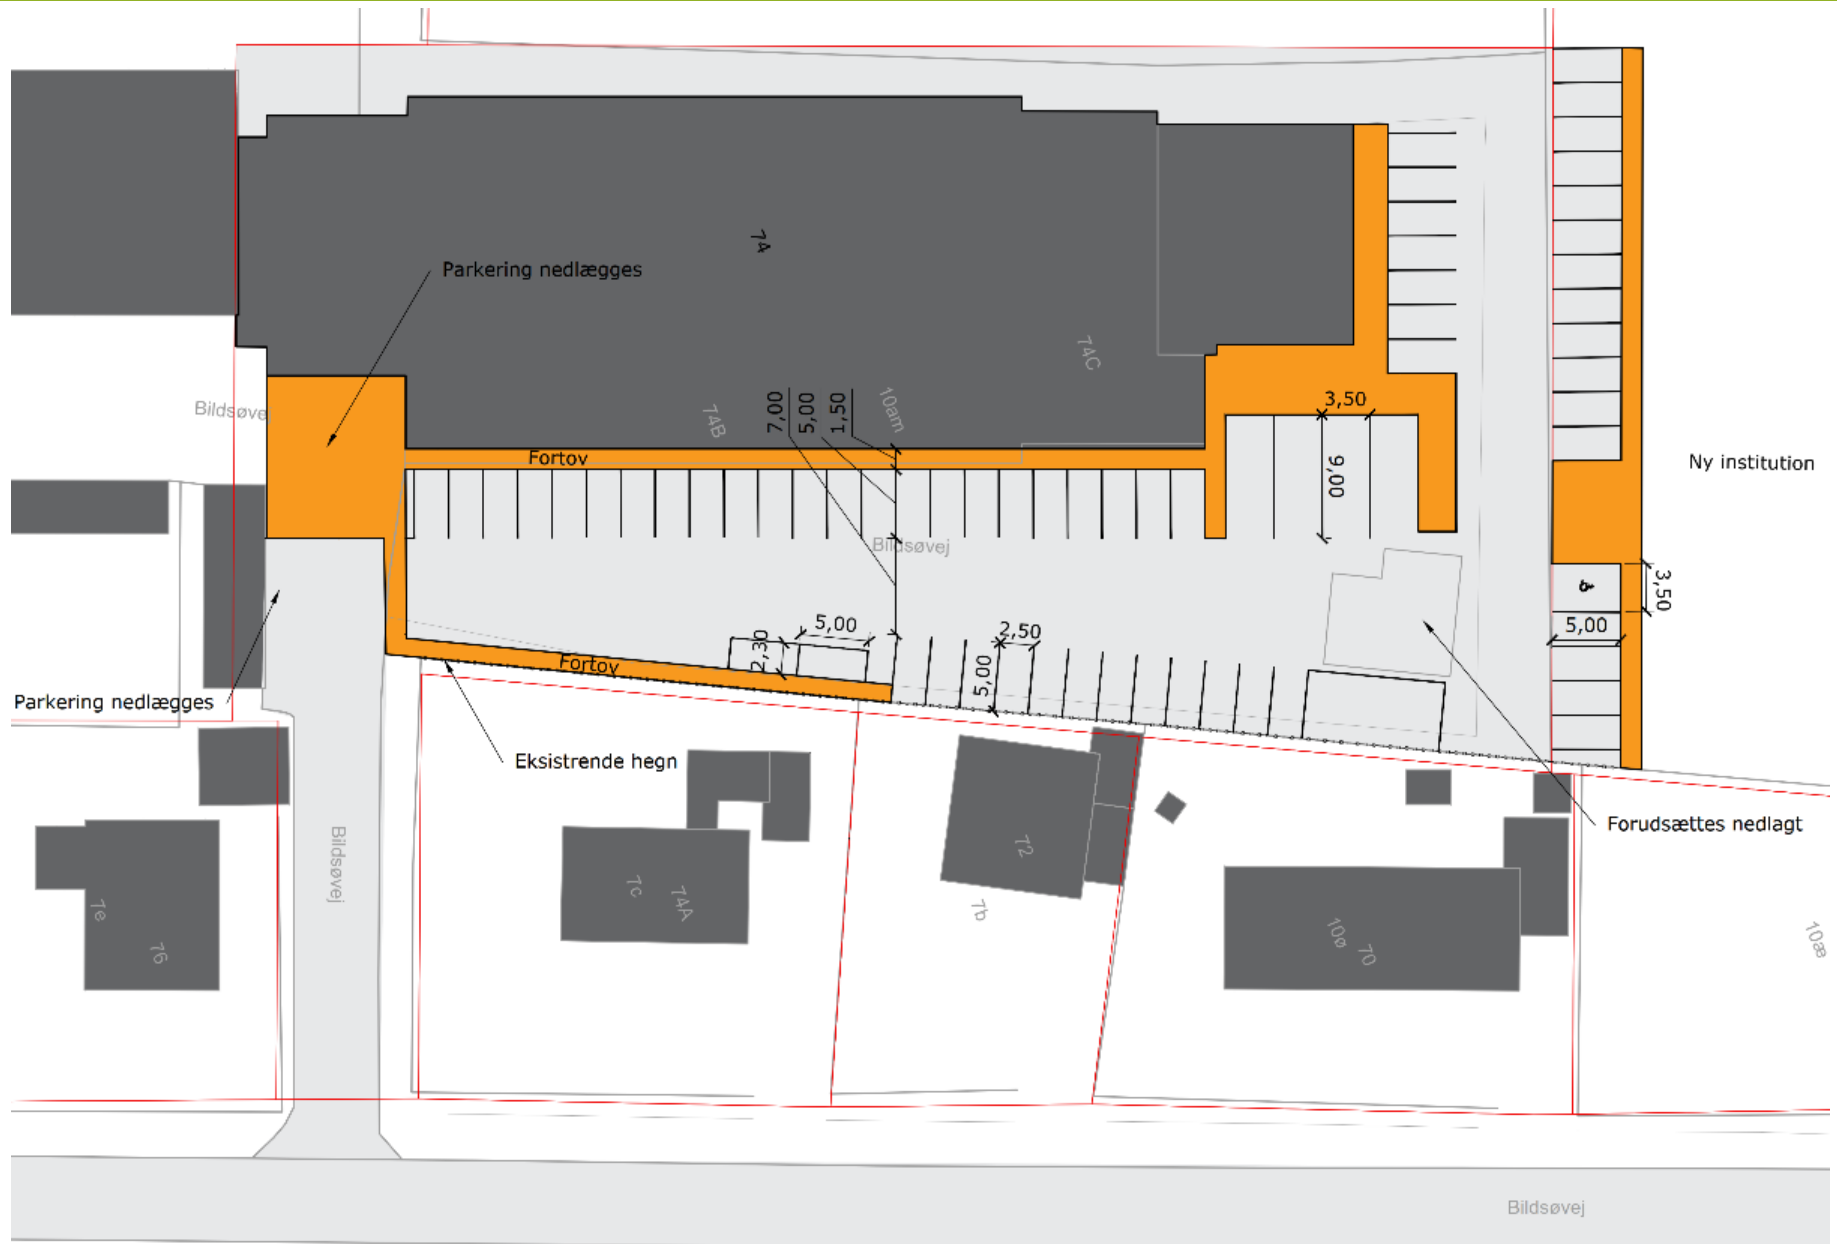 74
Parkering nedlægges
74C
Bildsøvej
74B
7,00
5,00
1,50
10am
3,50
Fortov
9,00
Ny institution
Bildsøvej
3,50
5,00
2,50
5,00
2,30
Fortov
5,00
Parkering nedlægges
Eksistrende hegn
Forudsættes nedlagt
Bildsøvej
72
7c
74A
7e
76
7b
10ø
70
10æ
Bildsøvej